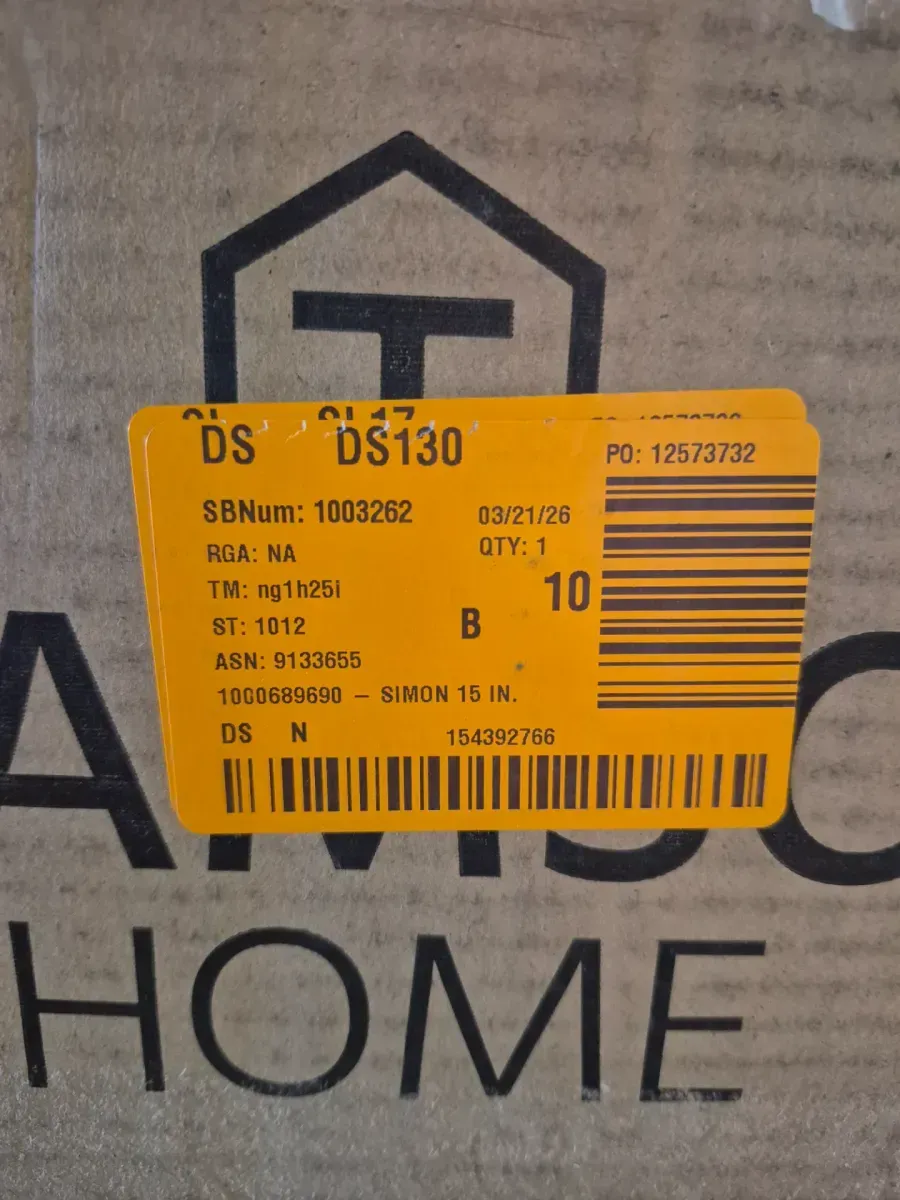 T
DS DS130
PO: 12573732
SBNum: 1003262 03/21/26
RGA: NA QTY: 1
TM: ng1h25i 10
ST: 1012 B
ASN: 9133655
1000689690 – SIMON 15 IN.
DS N 154392766
HOME